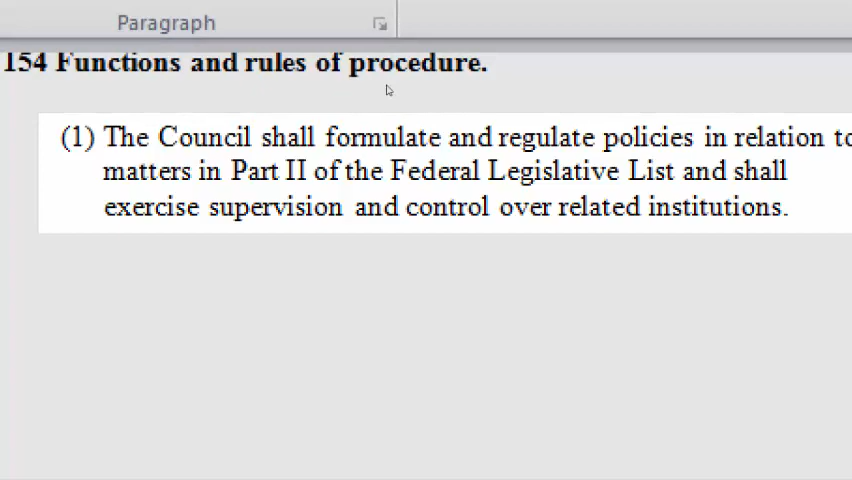 Paragraph
154 Functions and rules of procedure.
(1) The Council shall formulate and regulate policies in relation to
matters in Part II of the Federal Legislative List and shall
exercise supervision and control over related institutions.